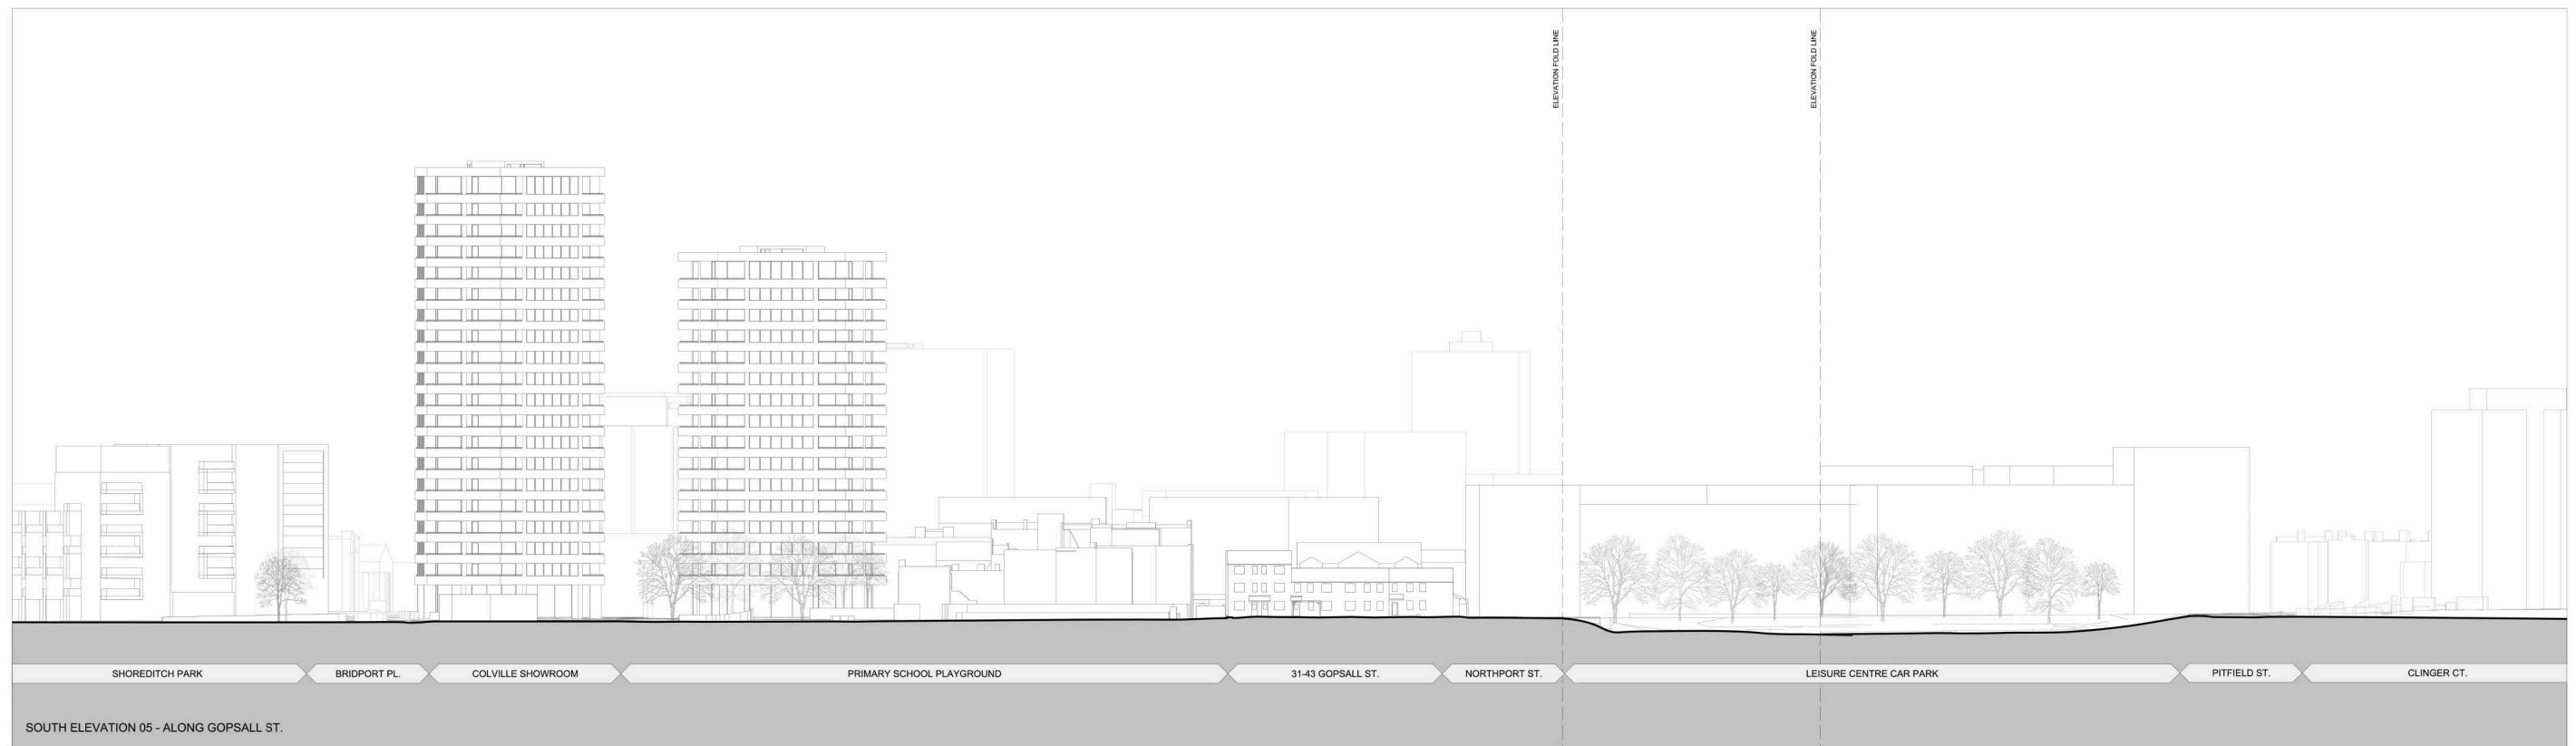 ELEVATION FOLD LINE
ELEVATION FOLD LINE
SHOREDITCH PARK
BRIDPORT PL.
COLVILLE SHOWROOM
PRIMARY SCHOOL PLAYGROUND
31-43 GOPSALL ST.
NORTHPORT ST.
LEISURE CENTRE CAR PARK
PITFIELD ST.
CLINGER CT.
SOUTH ELEVATION 05 - ALONG GOPSALL ST.